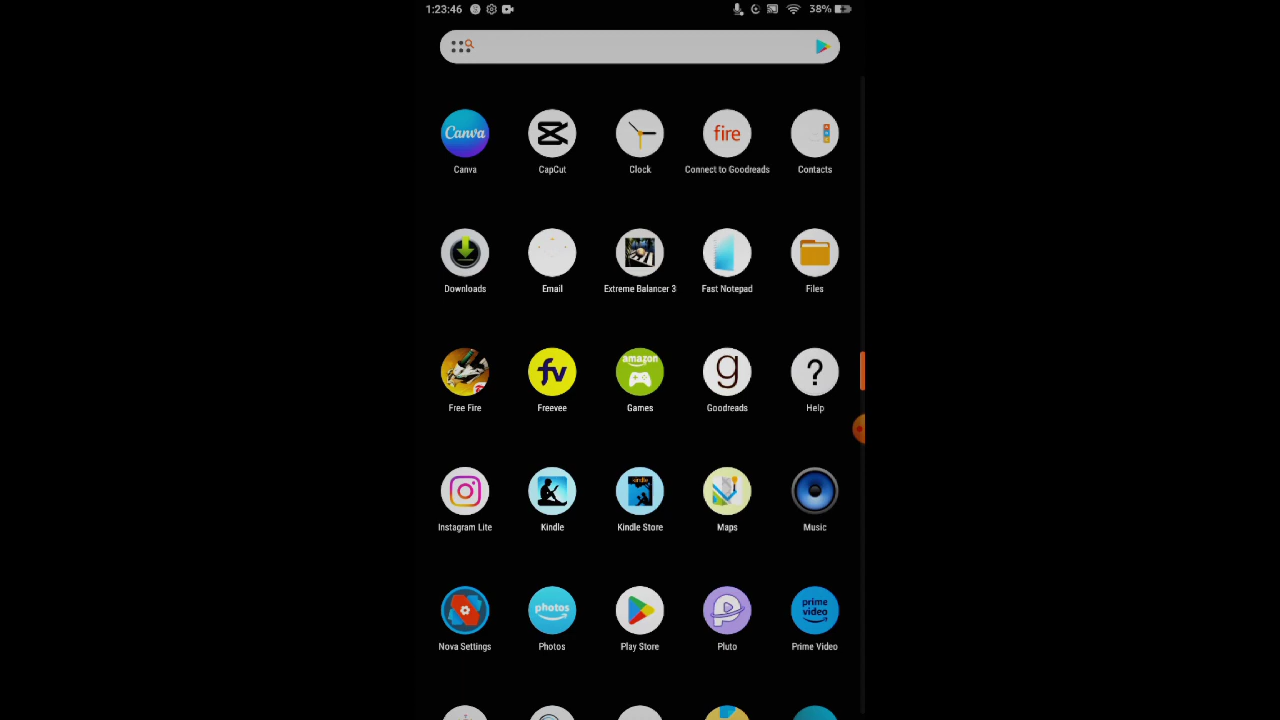 1:23:46 38%
Canva fire
Canva CapCut Clock Connect to Goodreads Contacts
Downloads Email Extreme Balancer 3 Fast Notepad Files
fv amazon g ?
Free Fire Freevee Games Goodreads Help
kindle
Instagram Lite Kindle Kindle Store Maps Music
photos P prime video
Nova Settings Photos Play Store Pluto Prime Video